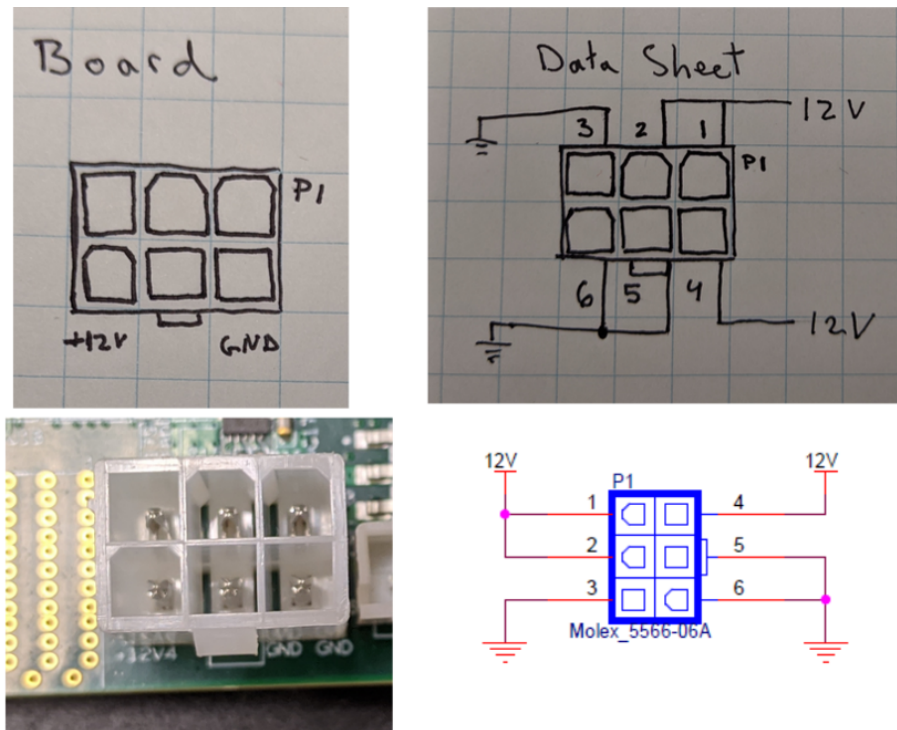 Board
P1
+12V GND
Data Sheet
12V
3 2 1
P1
6 5 4
12V
+12V4 GND GND
12V 12V
P1
1 4
2 5
3 6
Molex_5566-06A